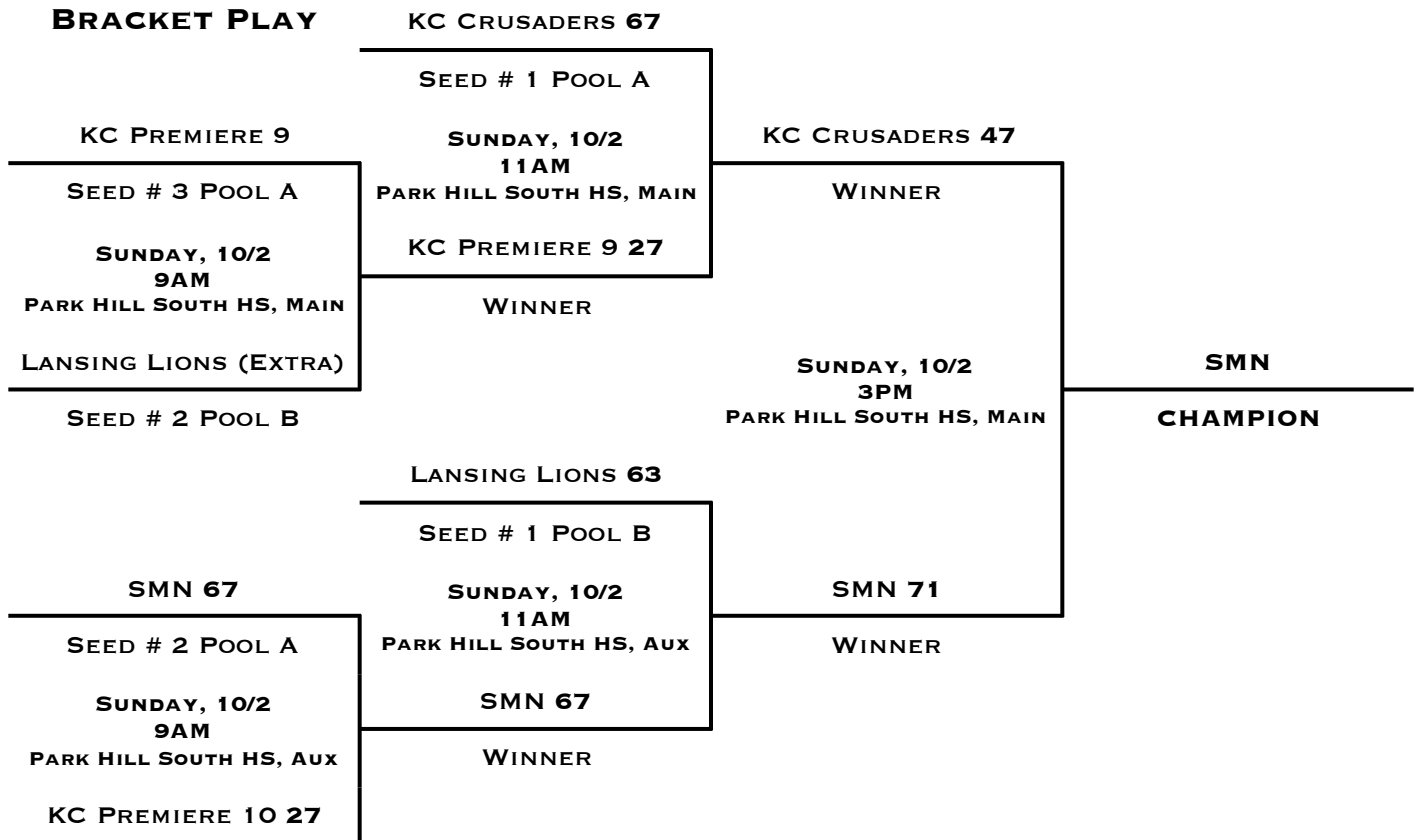 Bracket Play
KC Crusaders 67
Seed # 1 Pool A
KC Premiere 9
Sunday, 10/2
11AM
Park Hill South HS, Main
KC Crusaders 47
Seed # 3 Pool A
Winner
Sunday, 10/2
9AM
Park Hill South HS, Main
KC Premiere 9 27
Winner
Lansing Lions (Extra)
Seed # 2 Pool B
Sunday, 10/2
3PM
Park Hill South HS, Main
SMN
CHAMPION
Lansing Lions 63
Seed # 1 Pool B
SMN 67
Seed # 2 Pool A
Sunday, 10/2
11AM
Park Hill South HS, Aux
SMN 71
Winner
Sunday, 10/2
9AM
Park Hill South HS, Aux
SMN 67
Winner
KC Premiere 10 27